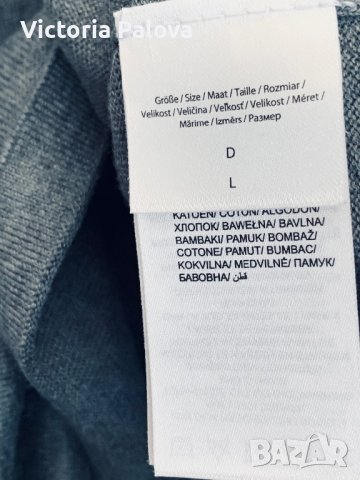 Victoria Palova
Größe / Size / Maat / Taille / Rozmiar /
Velikost / Veličina / Veľkosť / Velikost / Méret /
Mărime / Izmērs / Размер
D
L
KATOEN/ COTON/ ALGODÓN/
ХЛОПОК/ BAWEŁNA/ BAVLNA/
BAMBAKI/ PAMUK/ BOMBAŽ/
COTONE/ PAMUT/ BUMBAC/
KOKVILNA/ MEDVILNĖ/ ПАМУК/
БАВОВНА/ قطن/
BAZAR